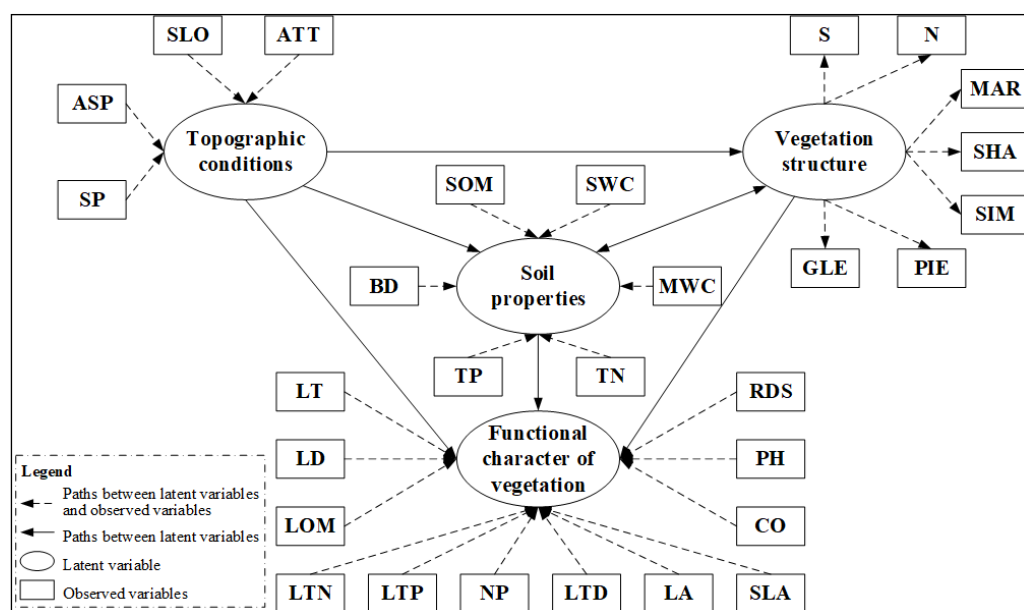 SLO
ATT
S
N
ASP
MAR
Topographic
conditions
Vegetation
structure
SHA
SP
SOM
SWC
SIM
GLE
PIE
BD
Soil
properties
MWC
TP
TN
LT
RDS
Functional
character of
vegetation
LD
PH
LOM
CO
LTN
LTP
NP
LTD
LA
SLA
Legend
Paths between latent variables
and observed variables
Paths between latent variables
Latent variable
Observed variables